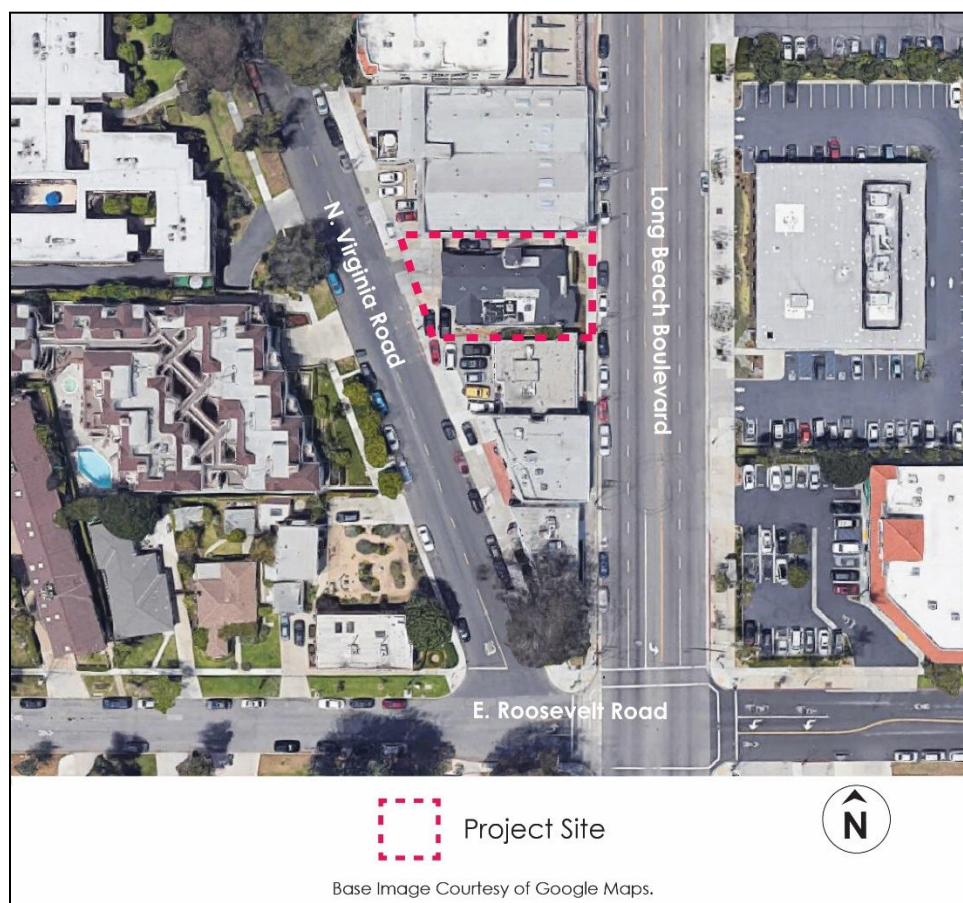 N. Virginia Road
Long Beach Boulevard
E. Roosevelt Road
Project Site
N
Base Image Courtesy of Google Maps.